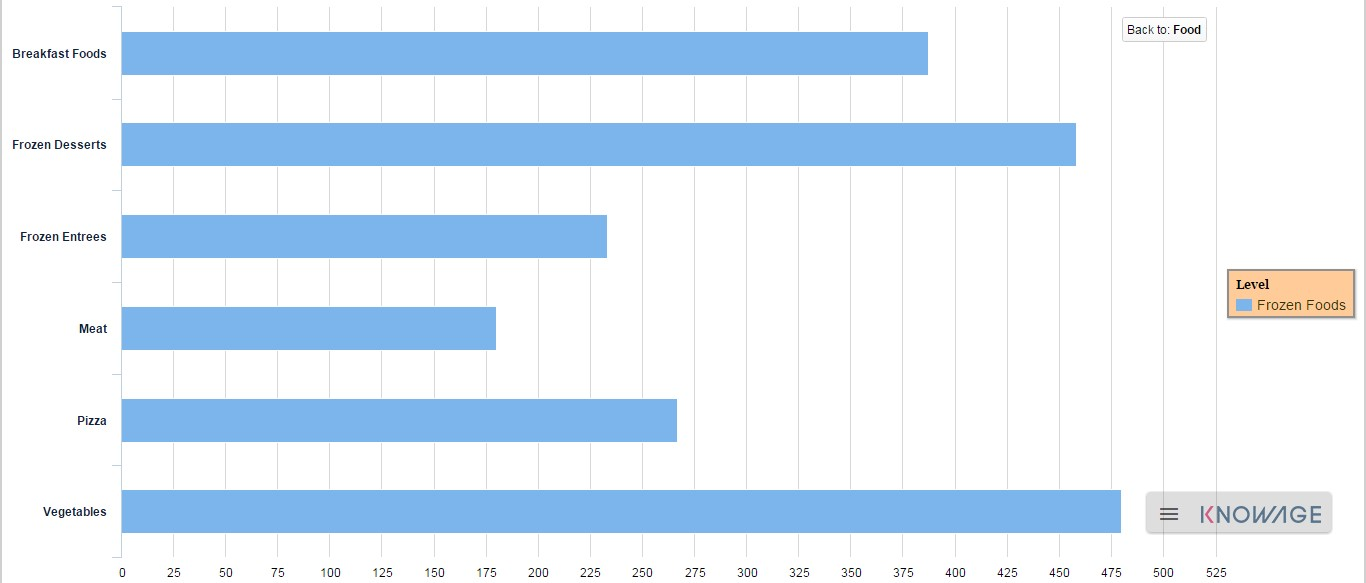 Back to: Food
Breakfast Foods
Frozen Desserts
Frozen Entrees
Meat
Pizza
Vegetables
Level
Frozen Foods
KNOWAGE
0 25 50 75 100 125 150 175 200 225 250 275 300 325 350 375 400 425 450 475 500 525